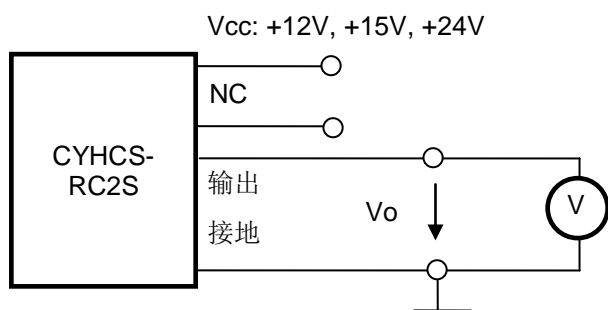 Vcc: +12V, +15V, +24V
NC
CYHCS-
RC2S
输出
接地
Vo
V